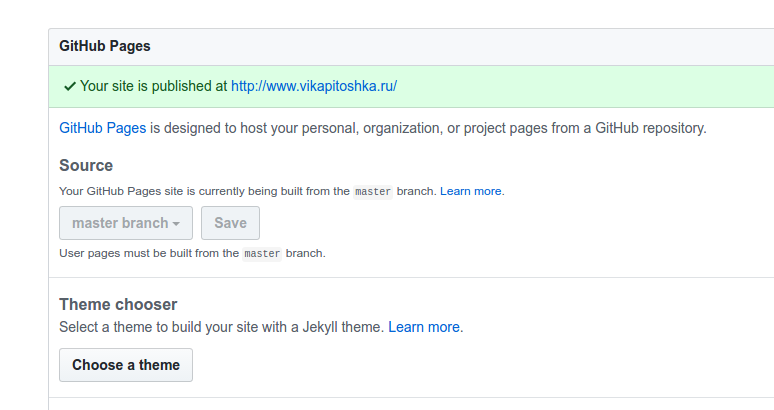 GitHub Pages
Your site is published at http://www.vikapitoshka.ru/
GitHub Pages is designed to host your personal, organization, or project pages from a GitHub repository.
Source
Your GitHub Pages site is currently being built from the master branch. Learn more.
master branch Save
User pages must be built from the master branch.
Theme chooser
Select a theme to build your site with a Jekyll theme. Learn more.
Choose a theme